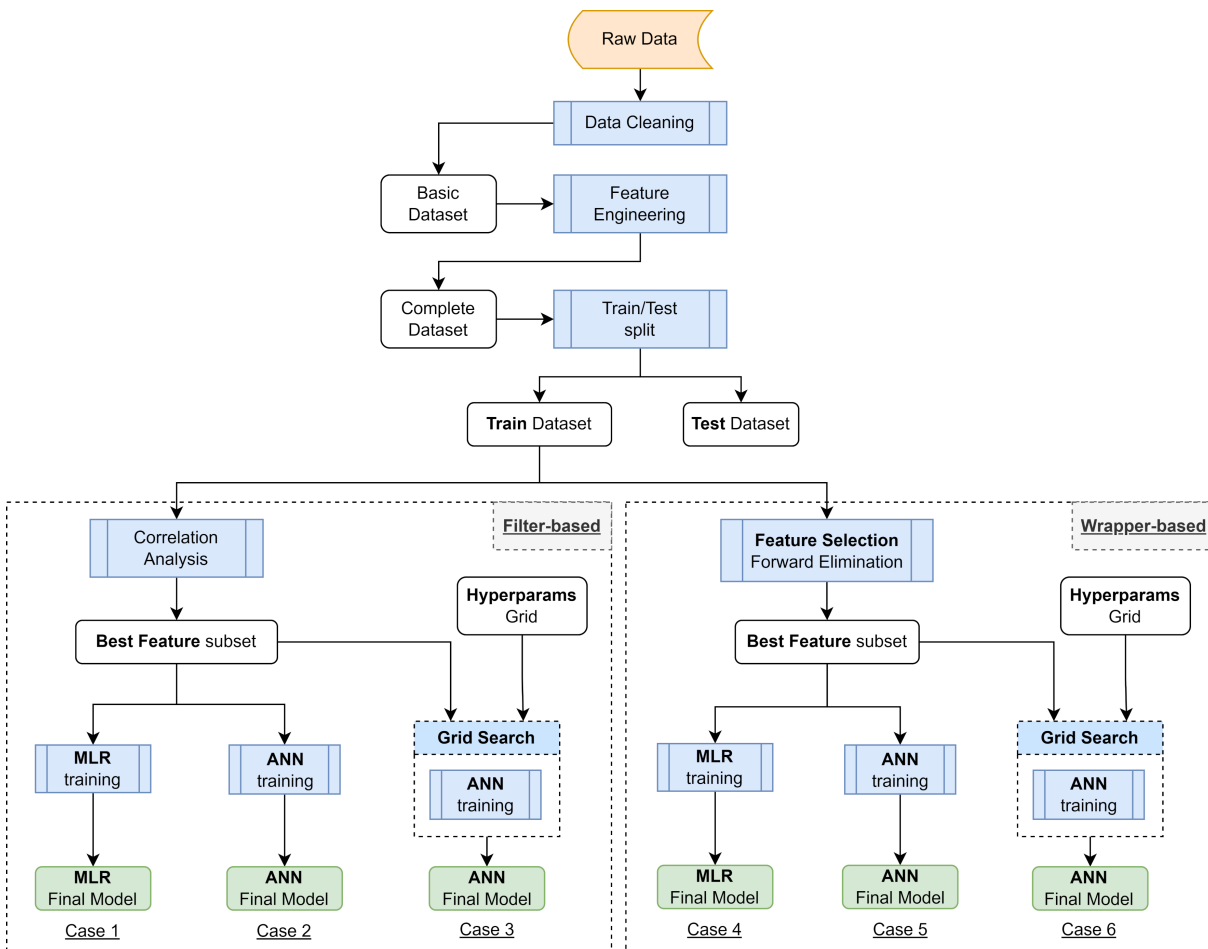 Raw Data
Data Cleaning
Basic
Dataset
Feature
Engineering
Complete
Dataset
Train/Test
split
Train Dataset
Test Dataset
Filter-based
Correlation
Analysis
Hyperparams
Grid
Best Feature subset
Grid Search
MLR
training
ANN
training
ANN
training
MLR
Final Model
ANN
Final Model
ANN
Final Model
Case 1
Case 2
Case 3
Wrapper-based
Feature Selection
Forward Elimination
Hyperparams
Grid
Best Feature subset
Grid Search
MLR
training
ANN
training
ANN
training
MLR
Final Model
ANN
Final Model
ANN
Final Model
Case 4
Case 5
Case 6